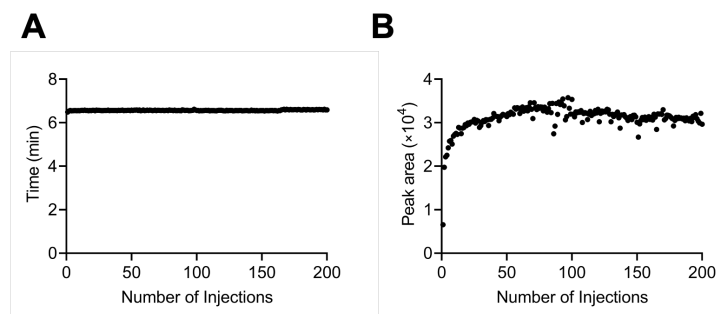 A
8
6
4
2
0
Time (min)
0 50 100 150 200
Number of Injections
B
4
3
2
1
0
Peak area (×10⁴)
0 50 100 150 200
Number of Injections